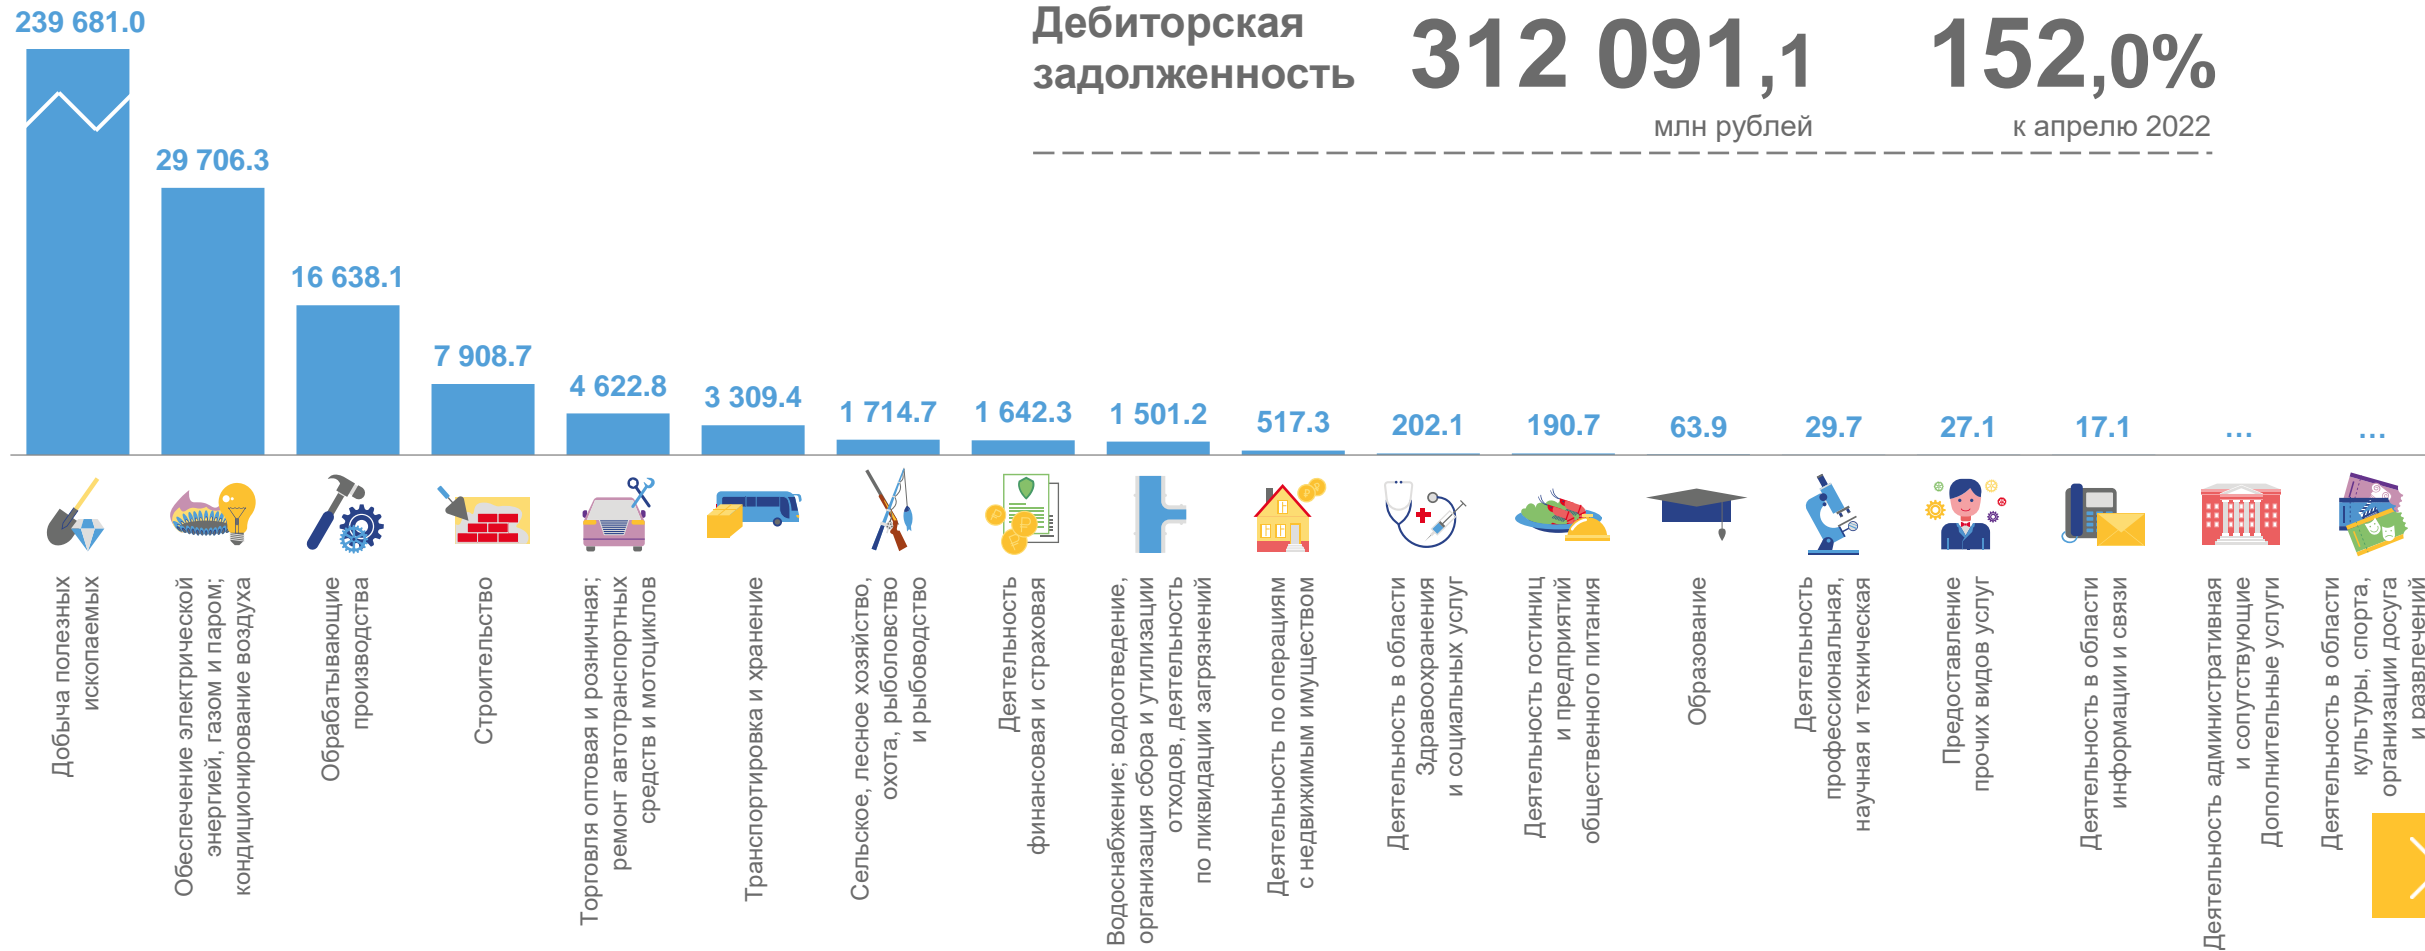 239 681.0
Дебиторская
задолженность
312 091,1
млн рублей
152,0%
к апрелю 2022
29 706.3
16 638.1
7 908.7
4 622.8
3 309.4
1 714.7
1 642.3
1 501.2
517.3
202.1
190.7
63.9
29.7
27.1
17.1
...
...
Добыча полезных
ископаемых
Обеспечение электрической
энергией, газом и паром;
кондиционирование воздуха
Обрабатывающие
производства
Строительство
Торговля оптовая и розничная;
ремонт автотранспортных
средств и мотоциклов
Транспортировка и хранение
Сельское, лесное хозяйство,
охота, рыболовство
и рыбоводство
Деятельность
финансовая и страховая
Водоснабжение; водоотведение,
организация сбора и утилизации
отходов, деятельность
по ликвидации загрязнений
Деятельность по операциям
с недвижимым имуществом
Деятельность в области
Здравоохранения
и социальных услуг
Деятельность гостиниц
и предприятий
общественного питания
Образование
Деятельность
профессиональная,
научная и техническая
Предоставление
прочих видов услуг
Деятельность в области
информации и связи
Деятельность административная
и сопутствующие
Дополнительные услуги
Деятельность в области
культуры, спорта,
организации досуга
и развлечений